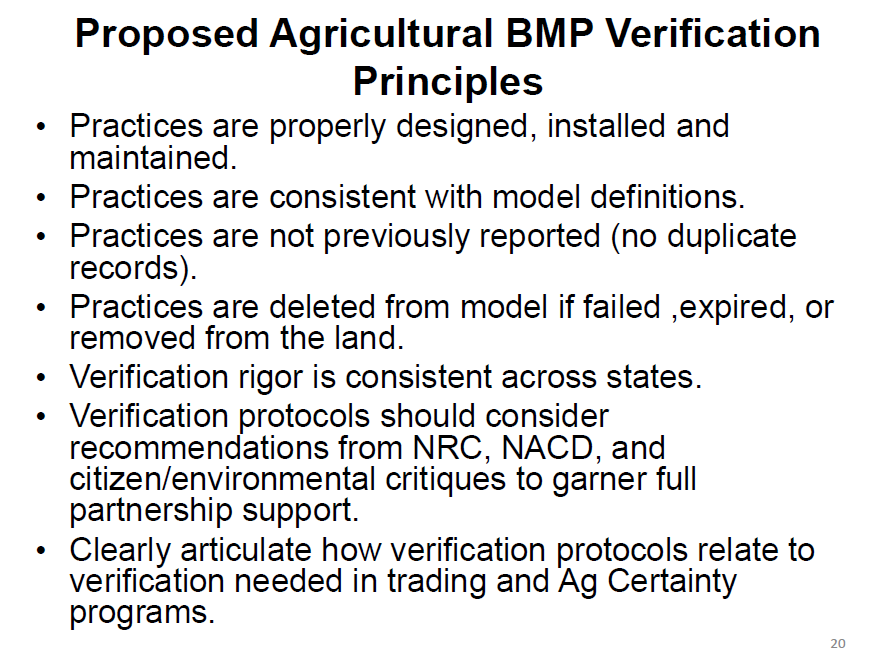 Proposed Agricultural BMP Verification
Principles
• Practices are properly designed, installed and
maintained.
• Practices are consistent with model definitions.
• Practices are not previously reported (no duplicate
records).
• Practices are deleted from model if failed ,expired, or
removed from the land.
• Verification rigor is consistent across states.
• Verification protocols should consider
recommendations from NRC, NACD, and
citizen/environmental critiques to garner full
partnership support.
• Clearly articulate how verification protocols relate to
verification needed in trading and Ag Certainty
programs.
20